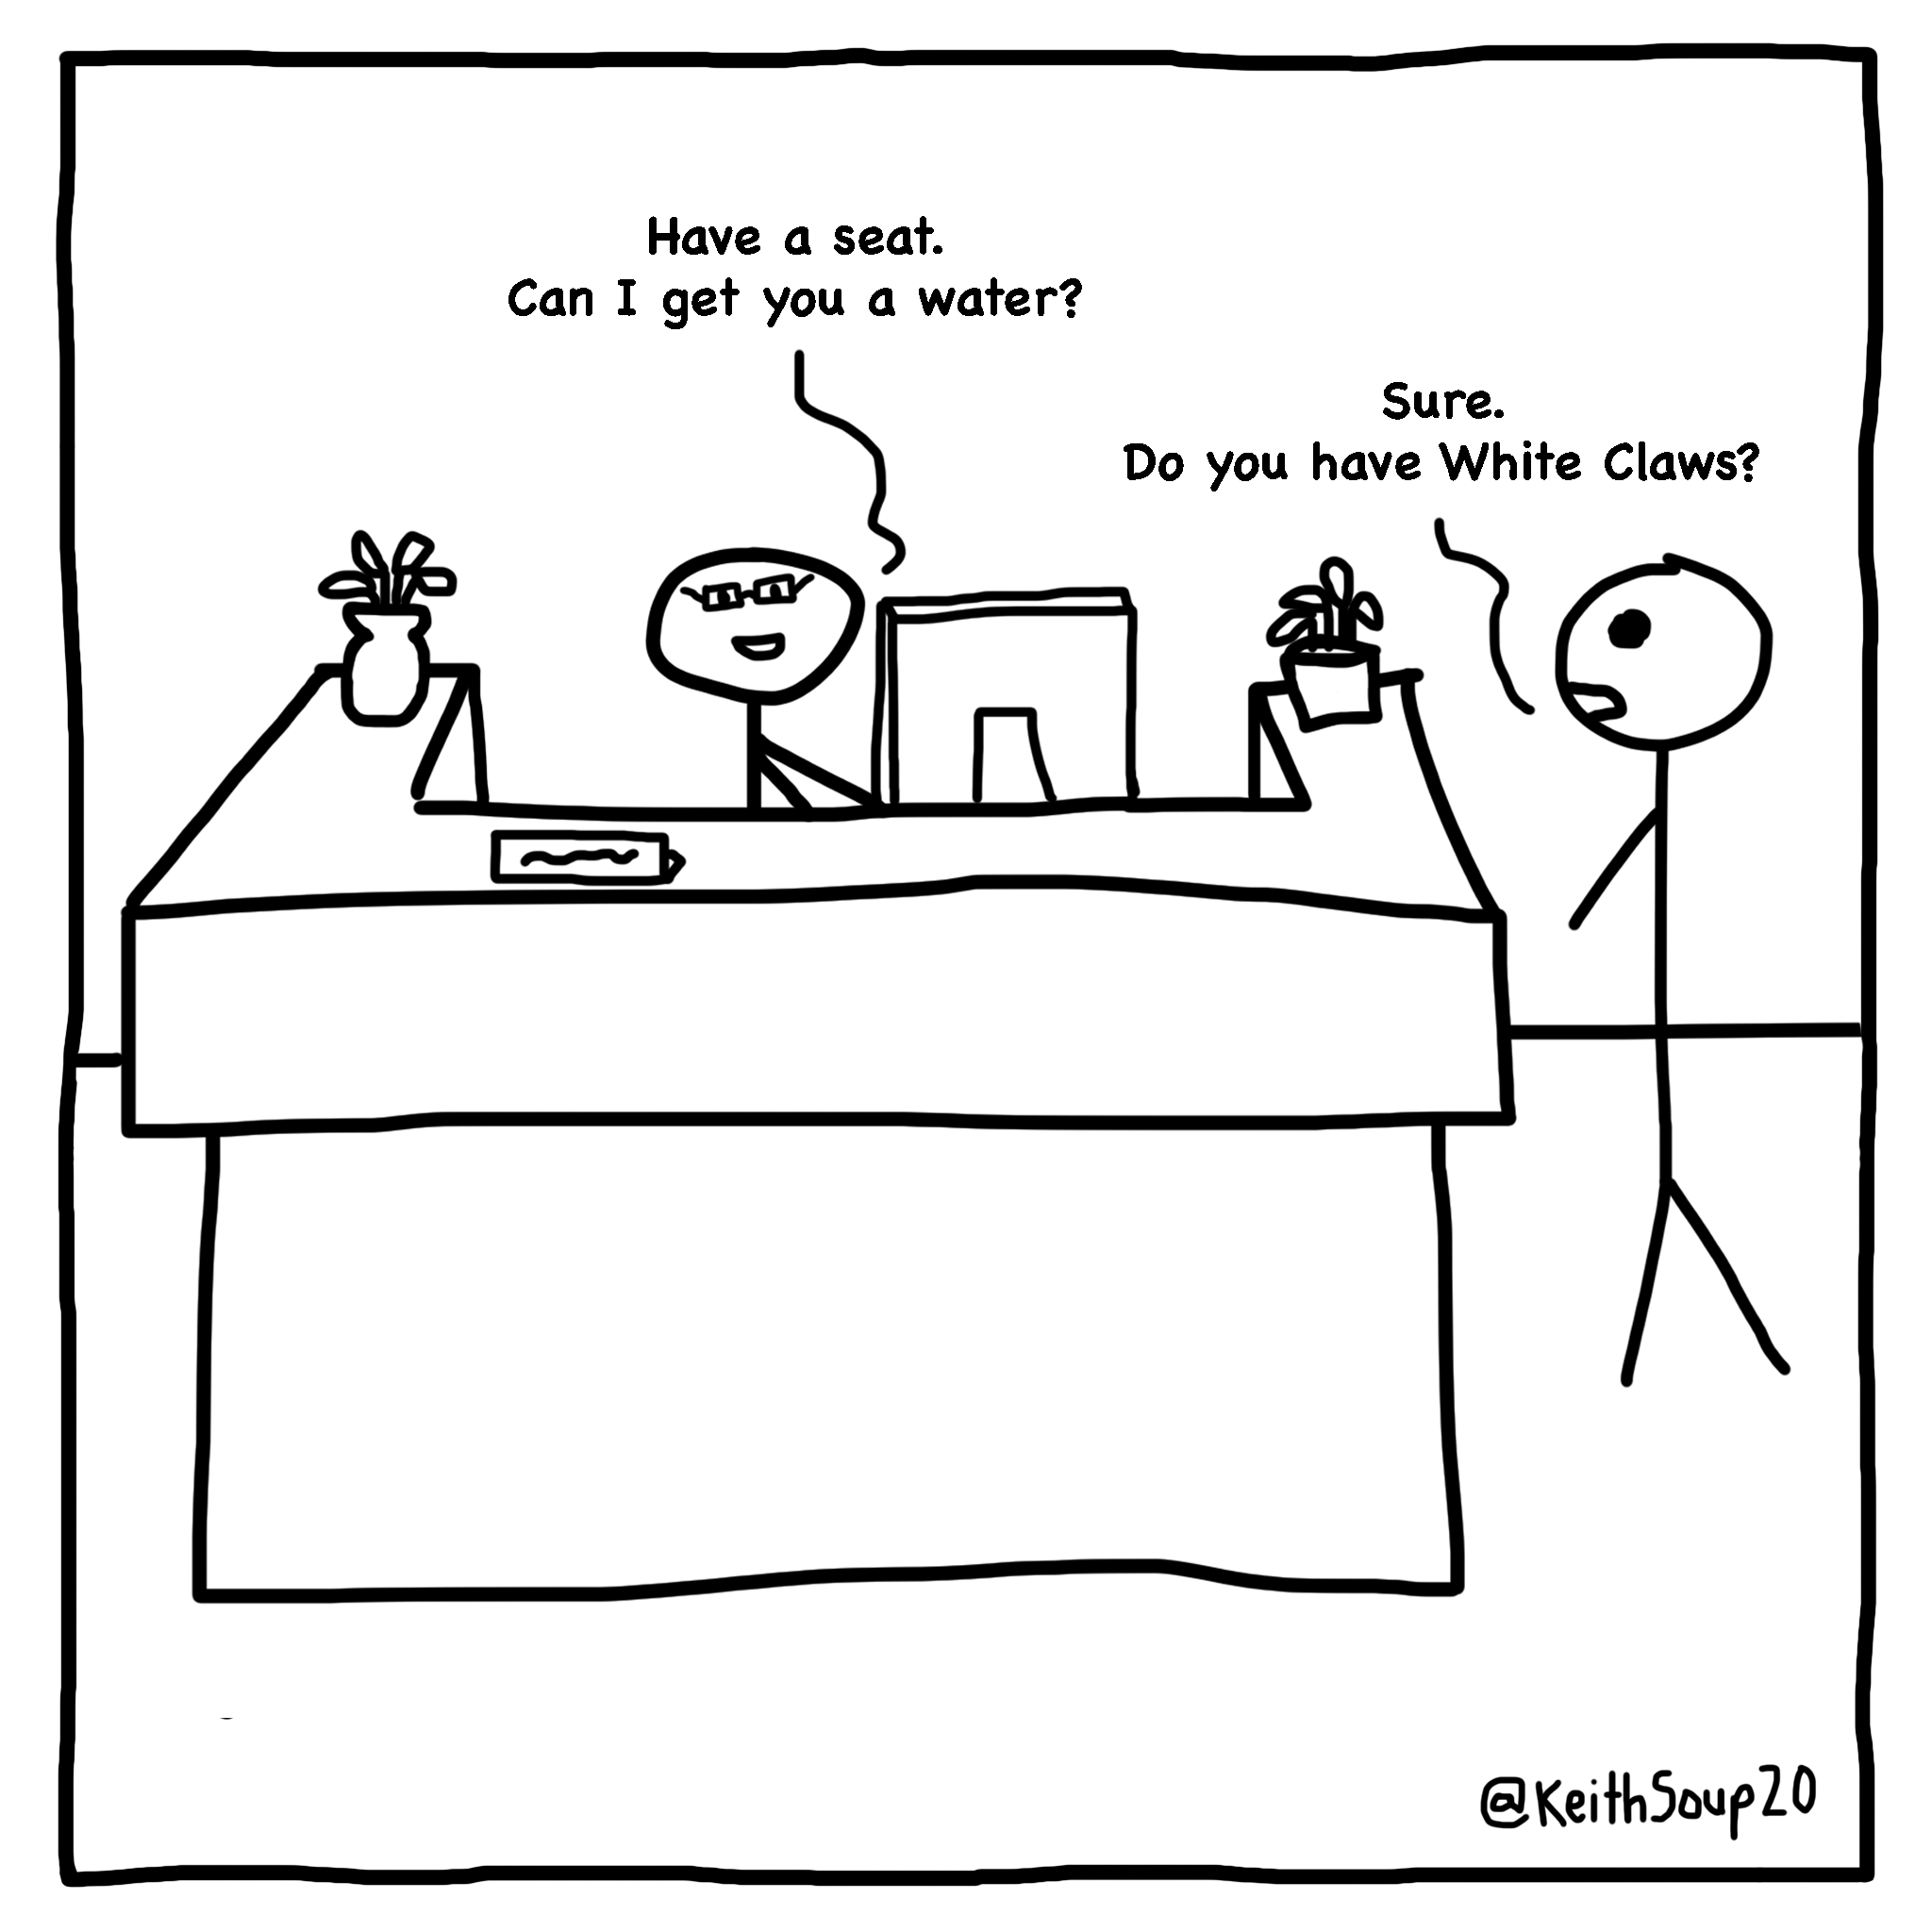 Have a seat.
Can I get you a water?
Sure.
Do you have White Claws?
@KeithSoup20